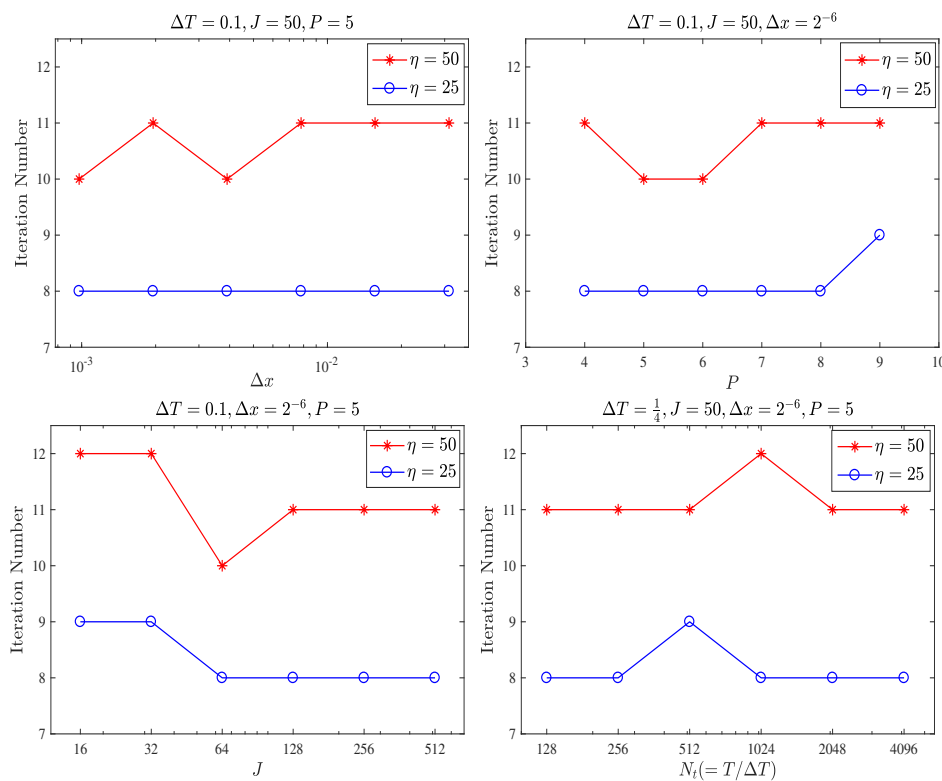 ΔT = 0.1, J = 50, P = 5
12
11
10
9
8
7
Iteration Number
η = 50
η = 25
10⁻³
10⁻²
Δx
ΔT = 0.1, J = 50, Δx = 2⁻⁶
12
11
10
9
8
7
Iteration Number
η = 50
η = 25
3 4 5 6 7 8 9 10
P
ΔT = 0.1, Δx = 2⁻⁶, P = 5
12
11
10
9
8
7
Iteration Number
η = 50
η = 25
16 32 64 128 256 512
J
ΔT = 1/4, J = 50, Δx = 2⁻⁶, P = 5
12
11
10
9
8
7
Iteration Number
η = 50
η = 25
128 256 512 1024 2048 4096
Nₜ(= T/ΔT)